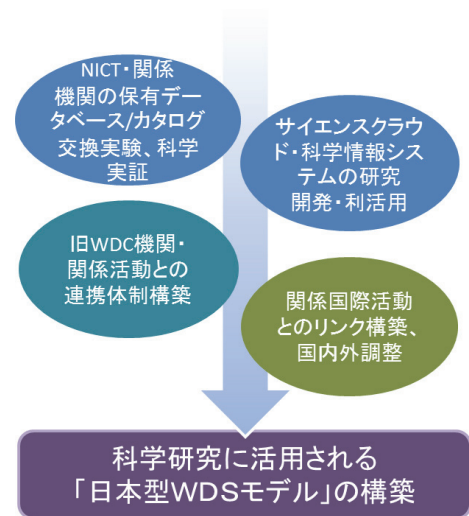 NICT・関係
機関の保有デー
タベース/カタログ
交換実験、科学
実証
サイエンスクラウ
ド・科学情報シス
テムの研究
開発・利活用
旧WDC機関・
関係活動との
連携体制構築
関係国際活動
とのリンク構築、
国内外調整
科学研究に活用される
「日本型WDSモデル」の構築